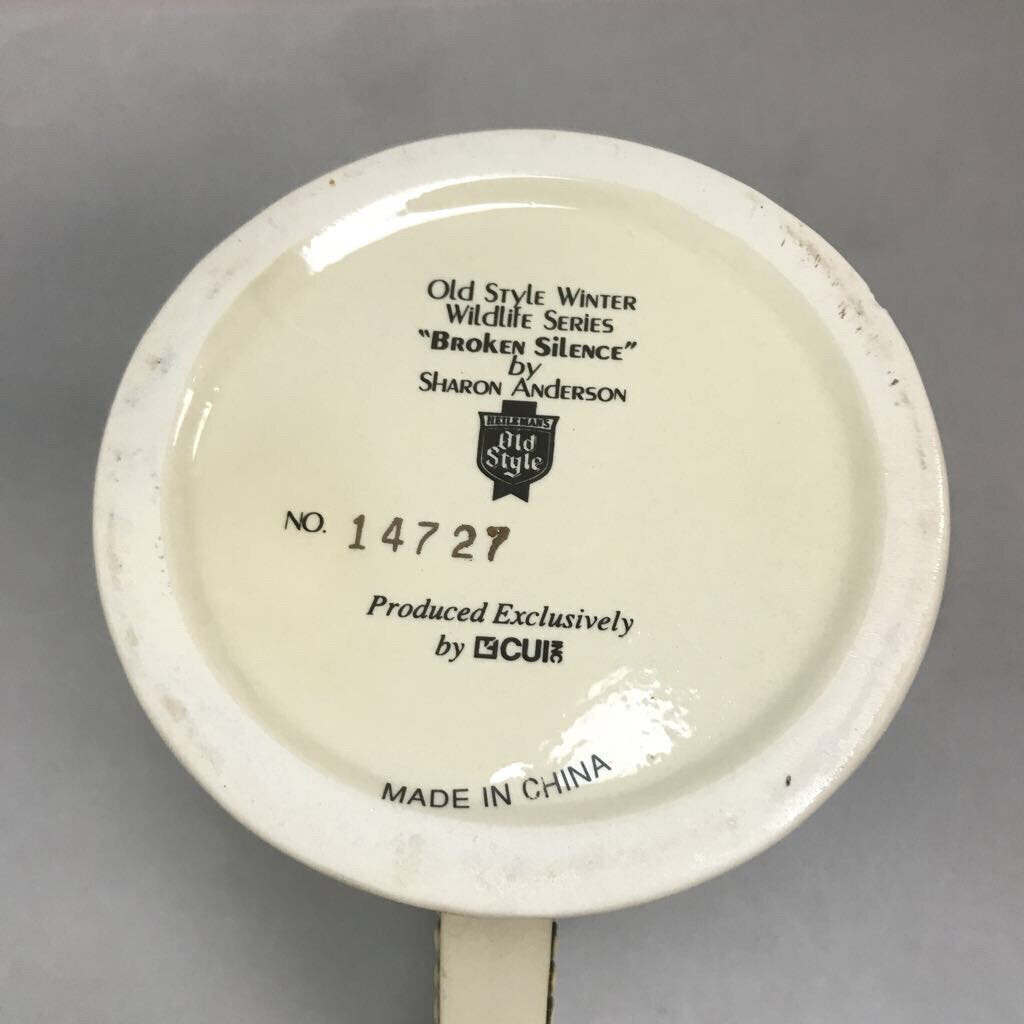 Old Style Winter
Wildlife Series
"Broken Silence"
by
Sharon Anderson
HEILEMAN'S
Old
Style
NO. 14727
Produced Exclusively
by CUI INC
MADE IN CHINA